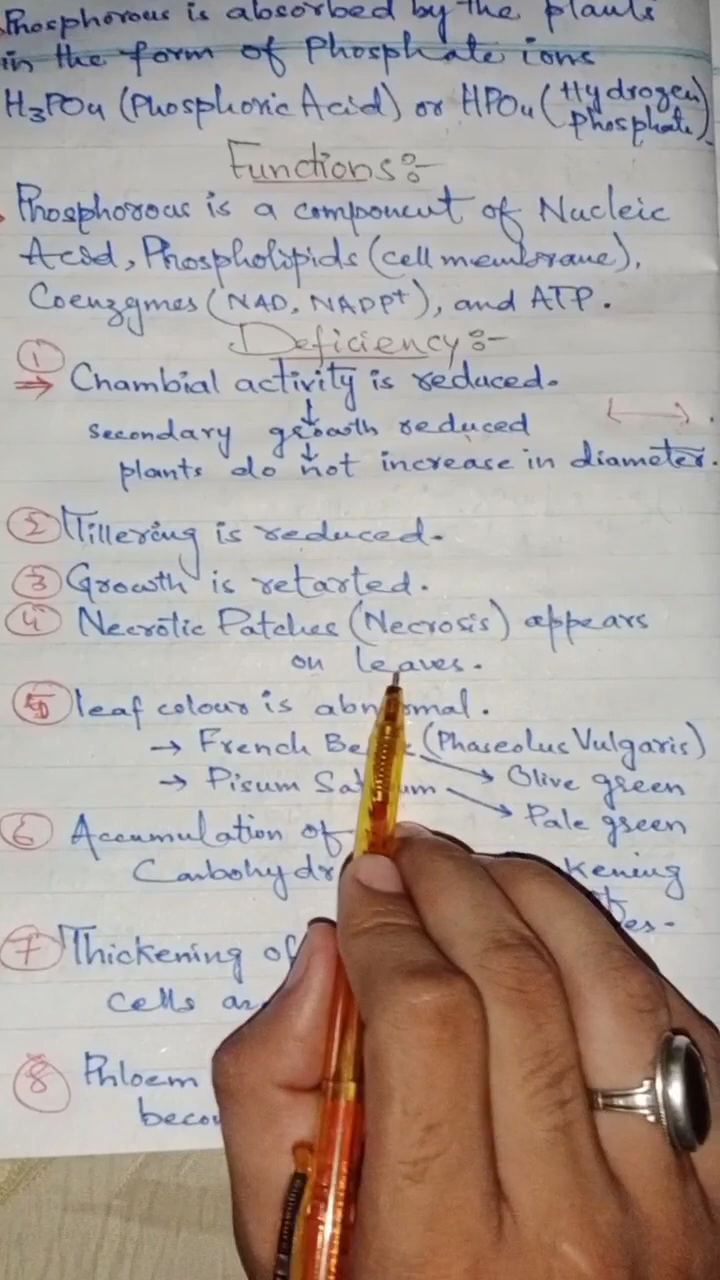 Phosphorous is absorbed by the plants
in the form of Phosphate ions
H3PO4 (Phosphoric Acid) or HPO4 (Hydrogen Phosphate)
Functions:-
Phosphorous is a component of Nucleic
Acid, Phospholipids (cell membrane),
Coenzymes (NAD, NADP+), and ATP.
Deficiency:-
① ⇒ Chambial activity is reduced.
↓
secondary growth reduced
↓
plants do not increase in diameter.
② Tillering is reduced.
③ Growth is retarted.
④ Necrotic Patches (Necrosis) appears
on leaves.
⑤ leaf colour is abnormal.
→ French (Phaseolus Vulgaris) → Olive green
→ Pisum → Pale green
⑥ Accumulation of
⑦ Thickening of
cells
⑧ Phloem